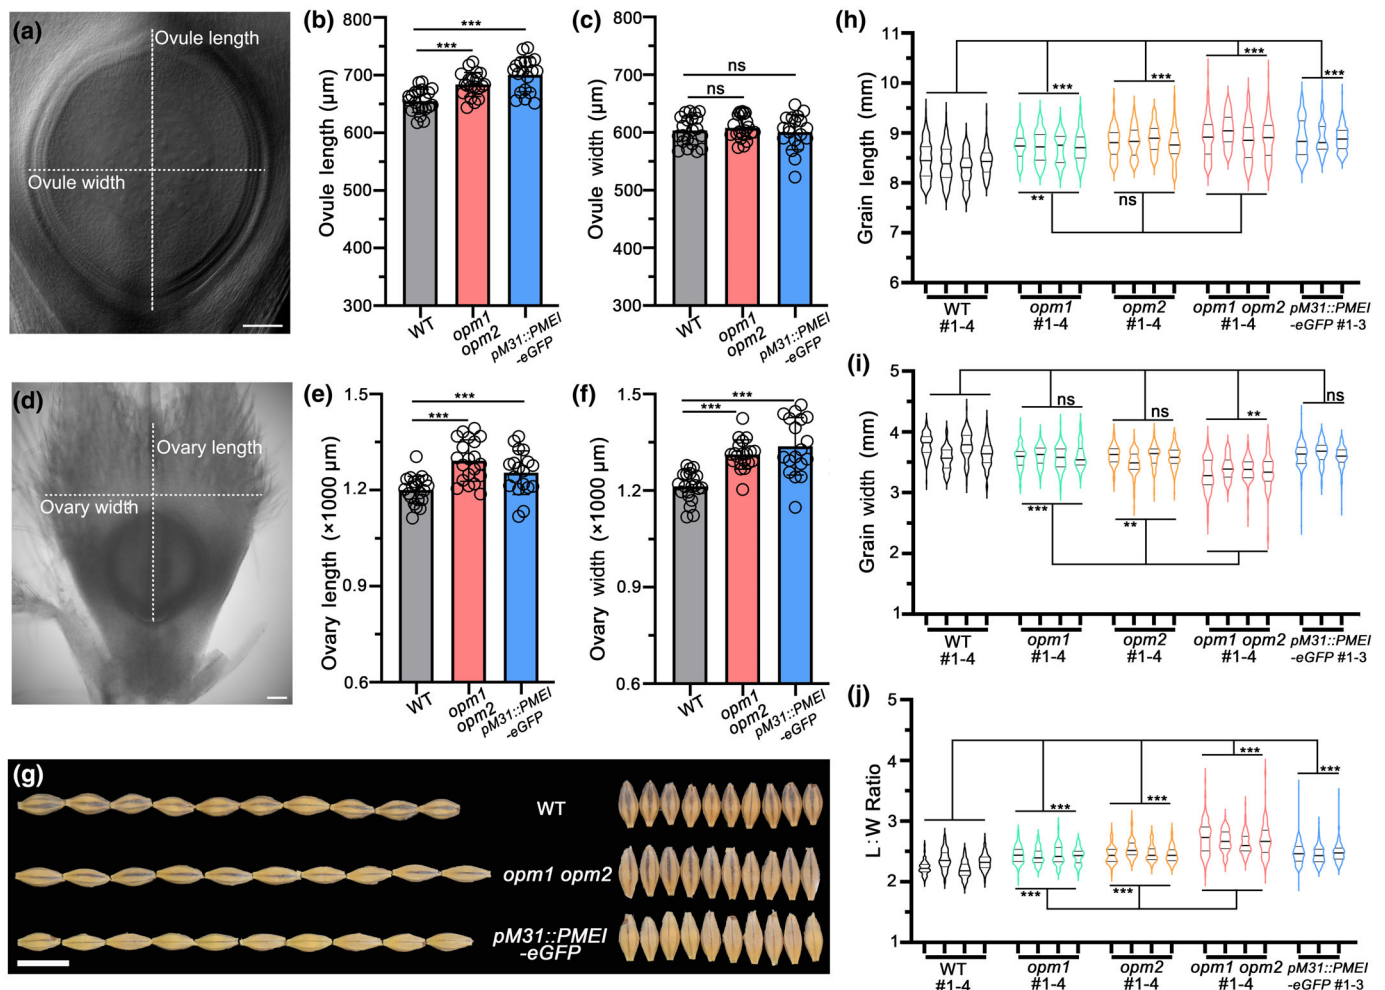 (a)
Ovule length
Ovule width
(b)
Ovule length (µm)
800
700
600
500
400
300
***
***
WT
opm1
opm2
pM31::PMEI
-eGFP
(c)
Ovule width (µm)
800
700
600
500
400
300
ns
ns
WT
opm1
opm2
pM31::PMEI
-eGFP
(d)
Ovary length
Ovary width
(e)
Ovary length (×1000 µm)
1.5
1.2
0.9
0.6
***
***
WT
opm1
opm2
pM31::PMEI
-eGFP
(f)
Ovary width (×1000 µm)
1.5
1.2
0.9
0.6
***
***
WT
opm1
opm2
pM31::PMEI
-eGFP
(g)
WT
opm1 opm2
pM31::PMEI
-eGFP
(h)
Grain length (mm)
11
10
9
8
7
6
***
***
***
***
**
ns
WT
#1-4
opm1
#1-4
opm2
#1-4
opm1 opm2
#1-4
pM31::PMEI
-eGFP #1-3
(i)
Grain width (mm)
5
4
3
2
1
ns
ns
**
ns
***
**
WT
#1-4
opm1
#1-4
opm2
#1-4
opm1 opm2
#1-4
pM31::PMEI
-eGFP #1-3
(j)
L:W Ratio
5
4
3
2
1
***
***
***
***
***
***
WT
#1-4
opm1
#1-4
opm2
#1-4
opm1 opm2
#1-4
pM31::PMEI
-eGFP #1-3